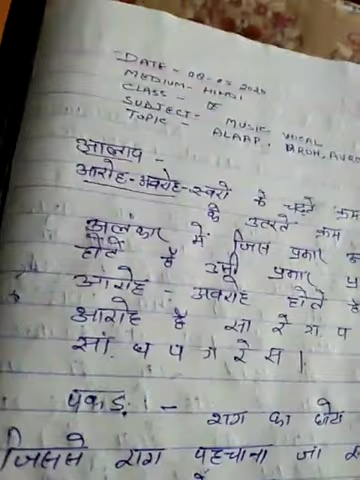 DATE - 08-05 2020
MEDIUM - HINDI
CLASS - IX
SUBJECT - MUSIC VOCAL
TOPIC - ALAAP, AROH, AVRO
आलाप -
आरोह-अवरोह - स्वरों के चढ़ते क्रम
के उतरते क्रम
अलंकार में जिस प्रकार
होते हैं उसी प्रकार
आरोह - अवरोह होते हैं
आरोह है सा रे ग प
सां. ध प ग रे स।
पकड़ :- राग का छोटा
जिससे राग पहचाना जा स